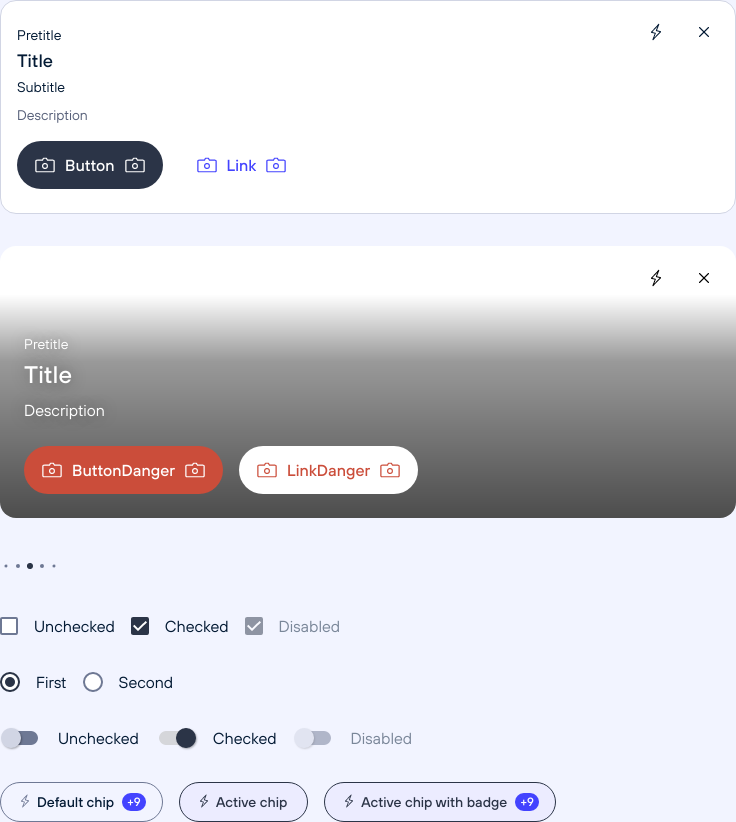 Pretitle
Title
Subtitle
Description
Button Link
Pretitle
Title
Description
ButtonDanger LinkDanger
Unchecked Checked Disabled
First Second
Unchecked Checked Disabled
Default chip +9 Active chip Active chip with badge +9